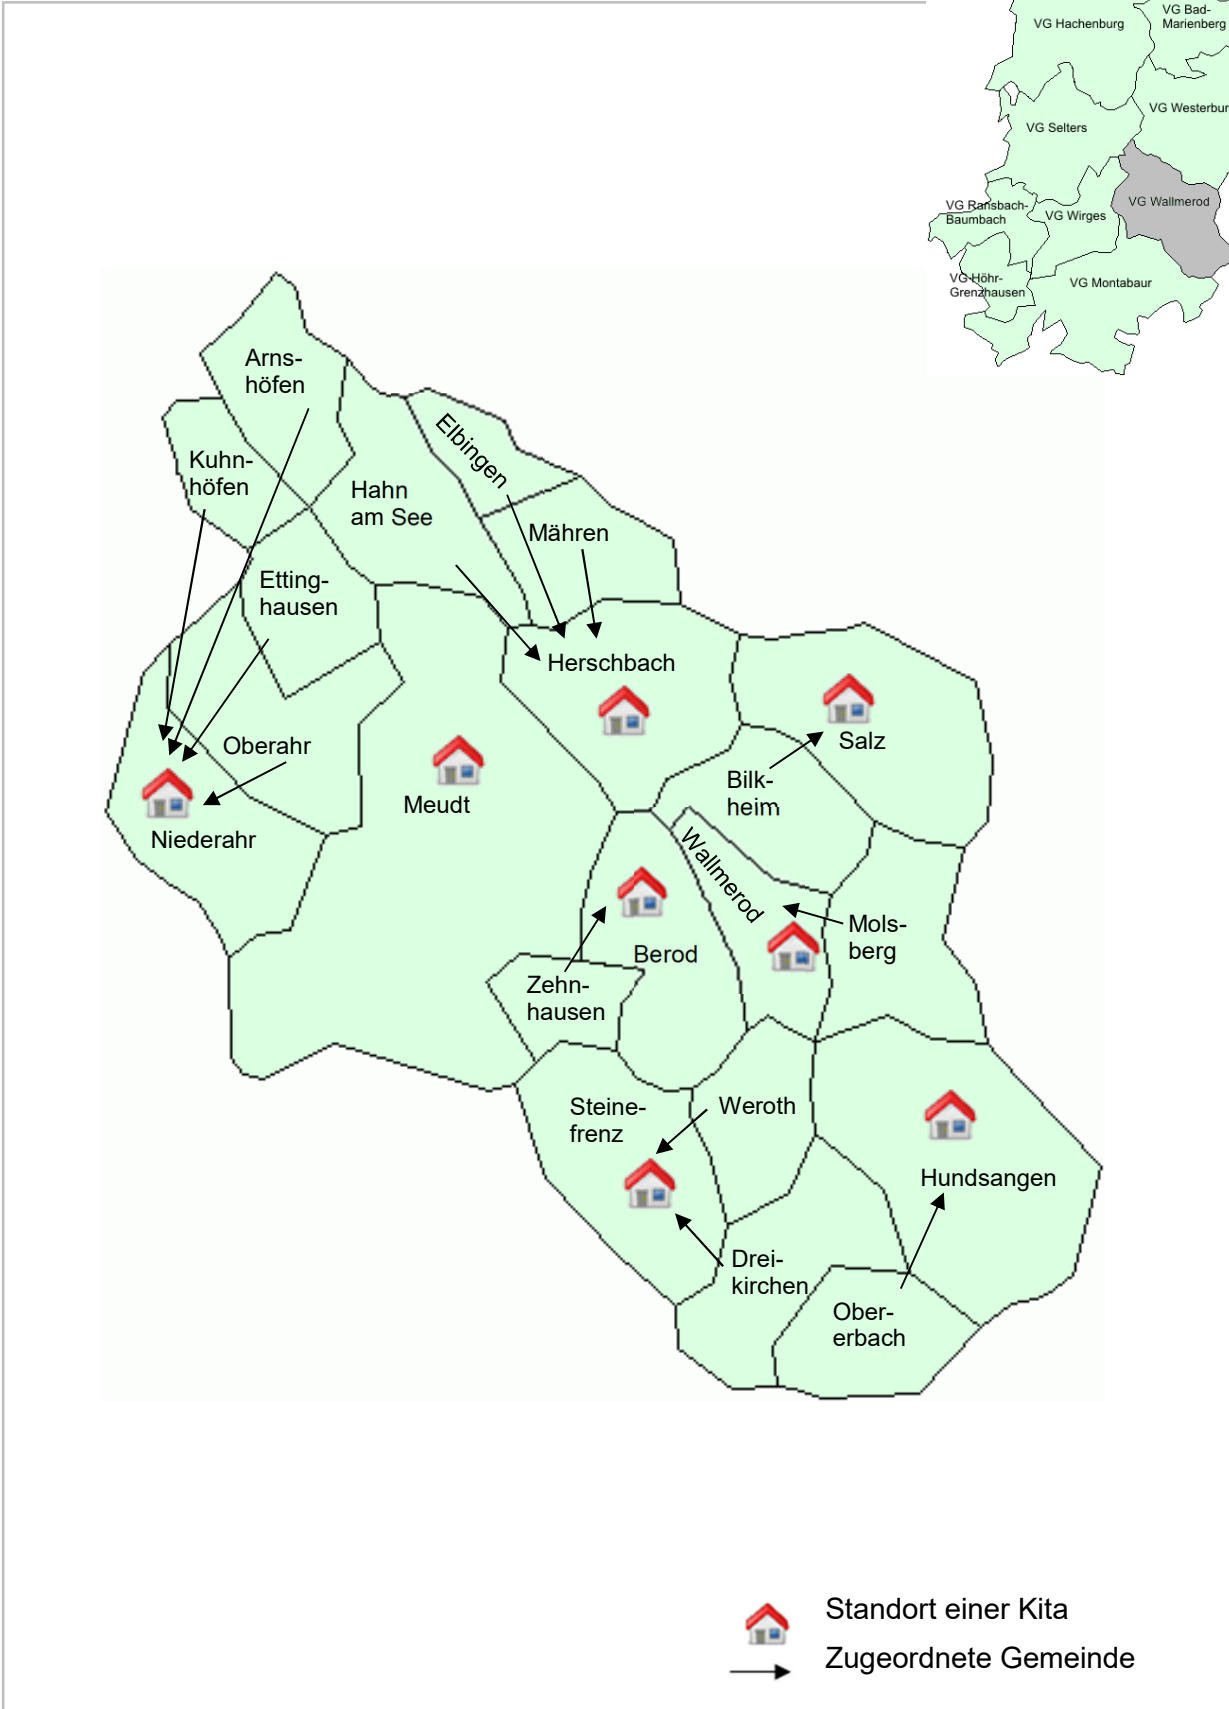 VG Hachenburg
VG Bad-
Marienberg
VG Westerbur
VG Selters
VG Wallmerod
VG Ransbach-
Baumbach
VG Wirges
VG Höhr-
Grenzhausen
VG Montabaur
Arns-
höfen
Kuhn-
höfen
Elbingen
Hahn
am See
Mähren
Etting-
hausen
Herschbach
Oberahr
Salz
Meudt
Bilk-
heim
Niederahr
Wallmerod
Mols-
berg
Berod
Zehn-
hausen
Steine-
frenz
Weroth
Hundsangen
Drei-
kirchen
Ober-
erbach
Standort einer Kita
Zugeordnete Gemeinde